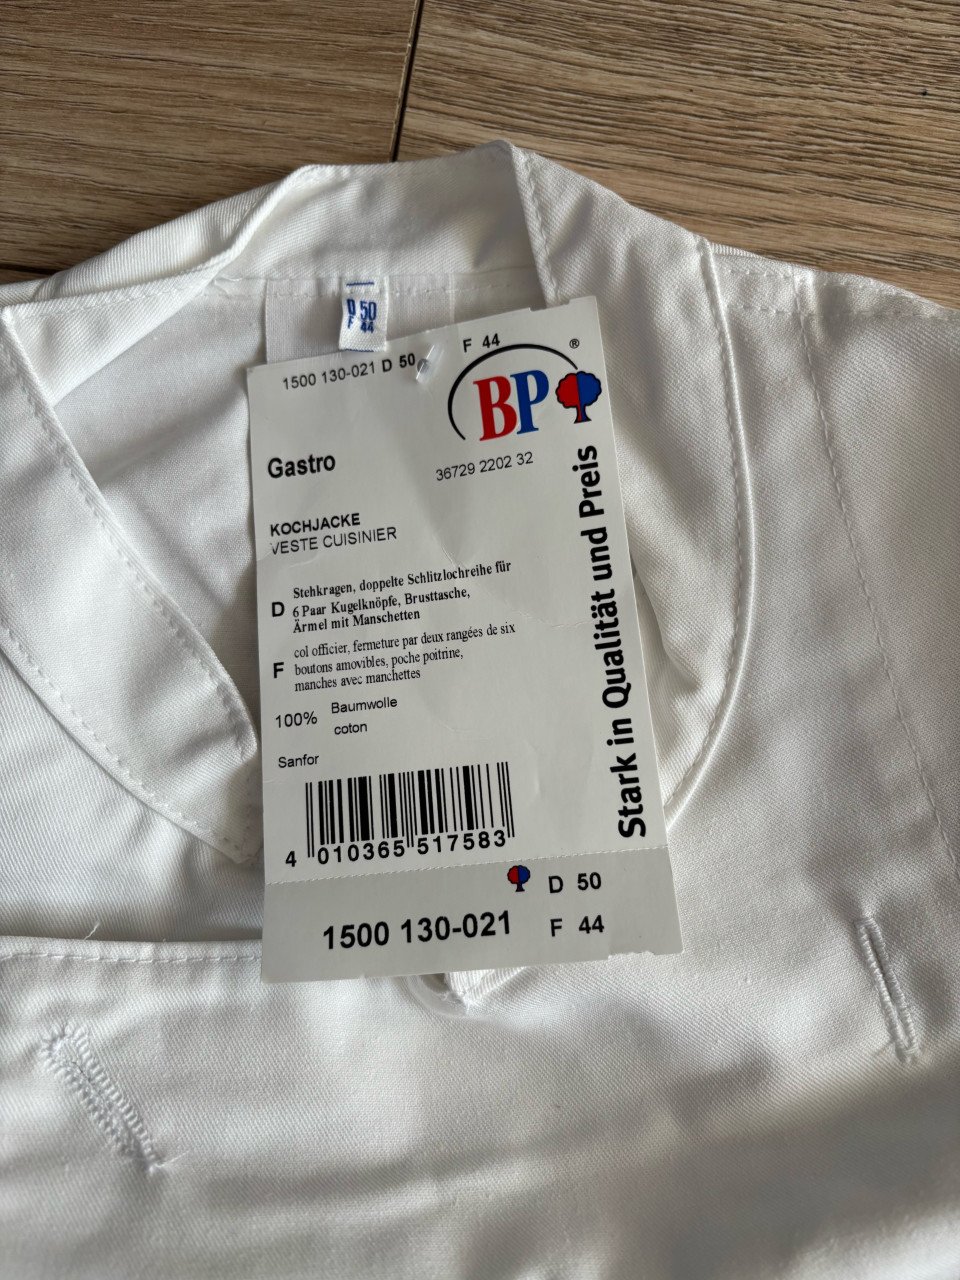 D 50
F 44
1500 130-021 D 50 F 44
BP ®
Gastro
36729 2202 32
KOCHJACKE
VESTE CUISINIER
D Stehkragen, doppelte Schlitzlochreihe für
6 Paar Kugelknöpfe, Brusttasche,
Ärmel mit Manschetten
F col officier, fermeture par deux rangées de six
boutons amovibles, poche poitrine,
manches avec manchettes
100% Baumwolle
coton
Sanfor
4 010365 517583
Stark in Qualität und Preis
D 50
1500 130-021 F 44